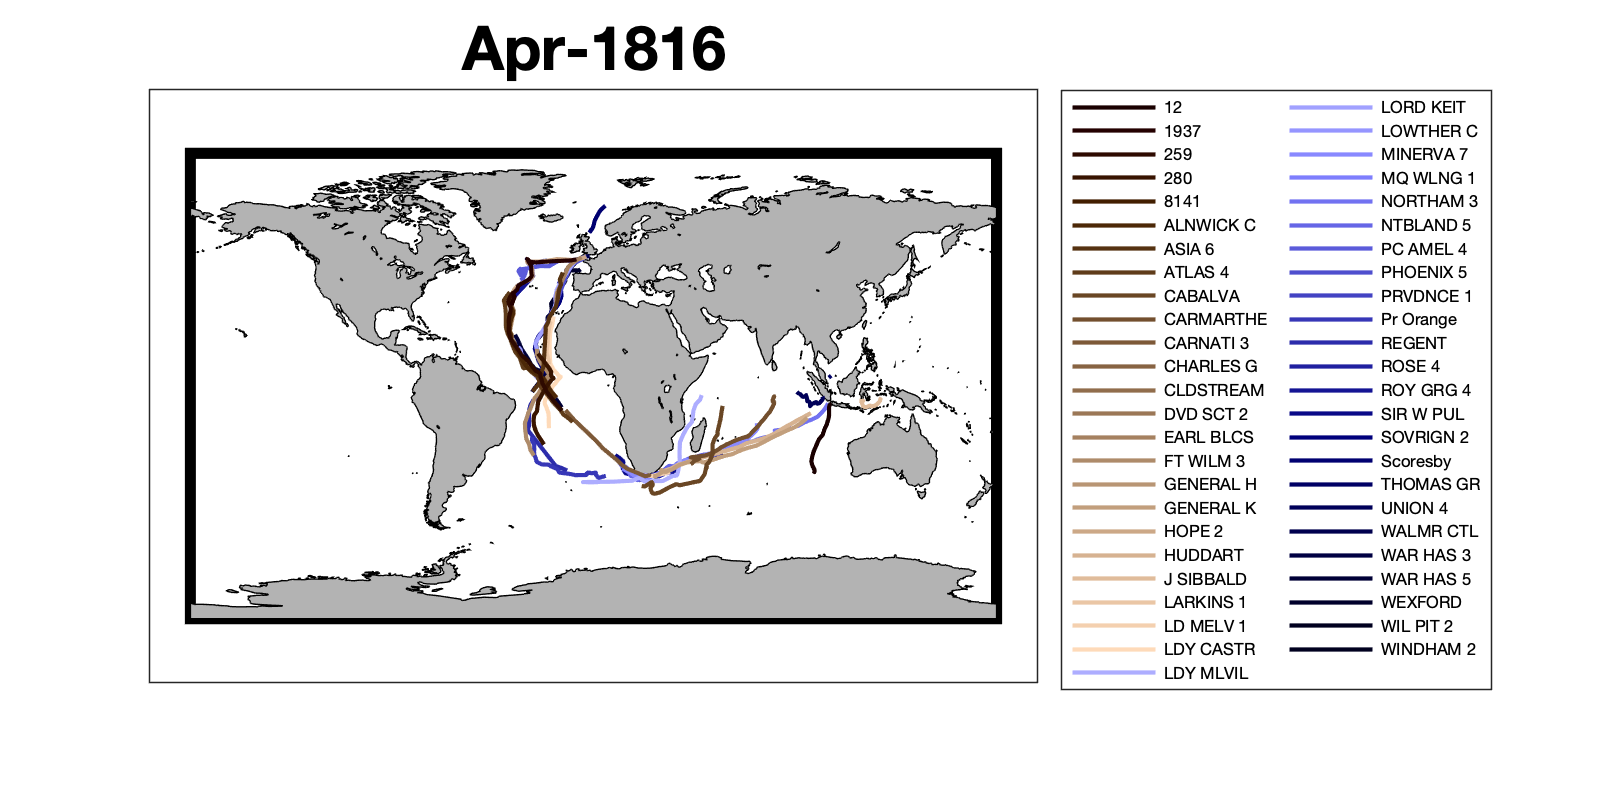 Apr-1816
12
1937
259
280
8141
ALNWICK C
ASIA 6
ATLAS 4
CABALVA
CARMARTHE
CARNATI 3
CHARLES G
CLDSTREAM
DVD SCT 2
EARL BLCS
FT WILM 3
GENERAL H
GENERAL K
HOPE 2
HUDDART
J SIBBALD
LARKINS 1
LD MELV 1
LDY CASTR
LDY MLVIL
LORD KEIT
LOWTHER C
MINERVA 7
MQ WLNG 1
NORTHAM 3
NTBLAND 5
PC AMEL 4
PHOENIX 5
PRVDNCE 1
Pr Orange
REGENT
ROSE 4
ROY GRG 4
SIR W PUL
SOVRIGN 2
Scoresby
THOMAS GR
UNION 4
WALMR CTL
WAR HAS 3
WAR HAS 5
WEXFORD
WIL PIT 2
WINDHAM 2